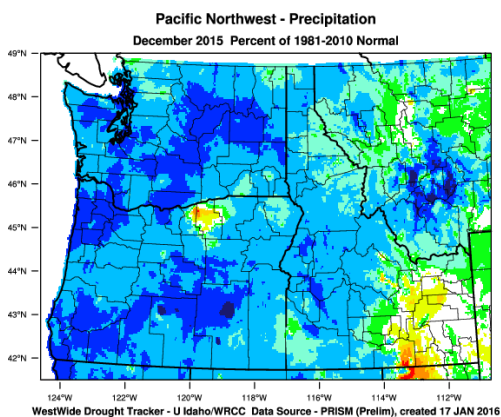 Pacific Northwest - Precipitation
December 2015 Percent of 1981-2010 Normal
49°N
48°N
47°N
46°N
45°N
44°N
43°N
42°N
124°W 122°W 120°W 118°W 116°W 114°W 112°W
WestWide Drought Tracker - U Idaho/WRCC Data Source - PRISM (Prelim), created 17 JAN 2016